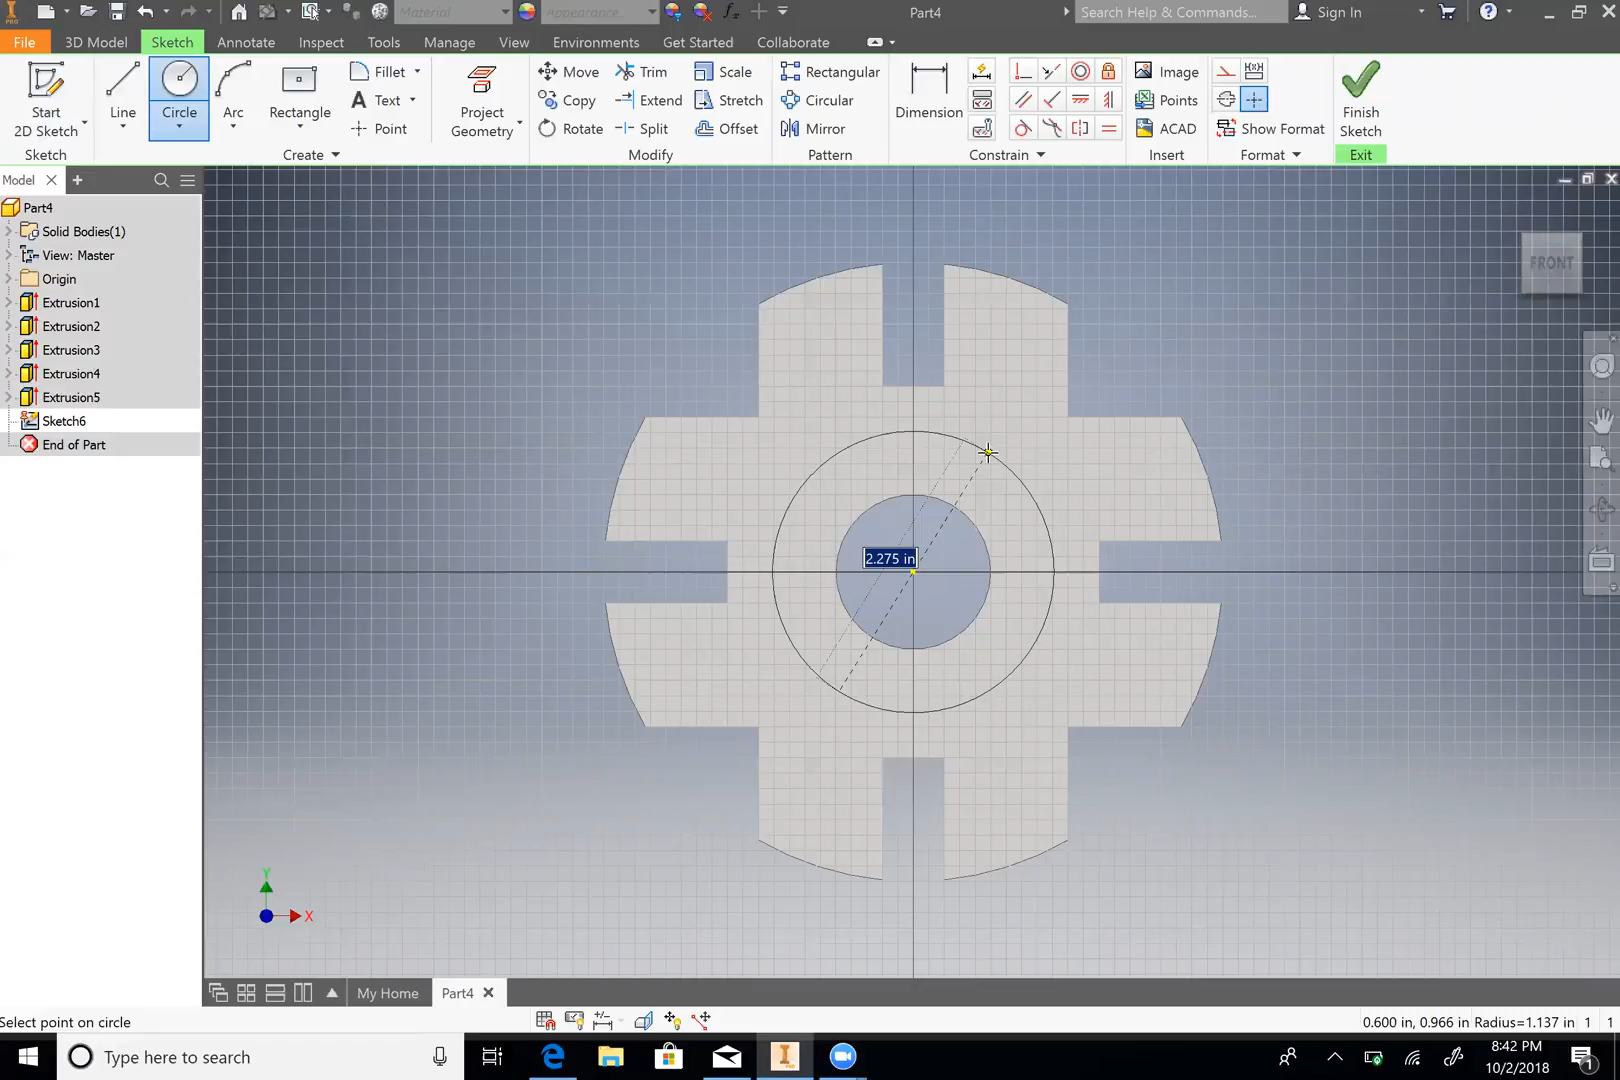 Material
Appearance
Part4
Search Help & Commands...
Sign In
PRO
File
3D Model
Sketch
Annotate
Inspect
Tools
Manage
View
Environments
Get Started
Collaborate
Start
2D Sketch
Line
Circle
Arc
Rectangle
Fillet
Text
Point
Project
Geometry
Move
Copy
Rotate
Trim
Extend
Split
Scale
Stretch
Offset
Rectangular
Circular
Mirror
Dimension
Image
Points
ACAD
Show Format
Finish
Sketch
Sketch
Create
Modify
Pattern
Constrain
Insert
Format
Exit
Model
Part4
Solid Bodies(1)
View: Master
Origin
Extrusion1
Extrusion2
Extrusion3
Extrusion4
Extrusion5
Sketch6
End of Part
FRONT
2.275 in
Y
X
My Home
Part4
Select point on circle
0.600 in, 0.966 in Radius=1.137 in 1 1
Type here to search
8:42 PM
10/2/2018
1